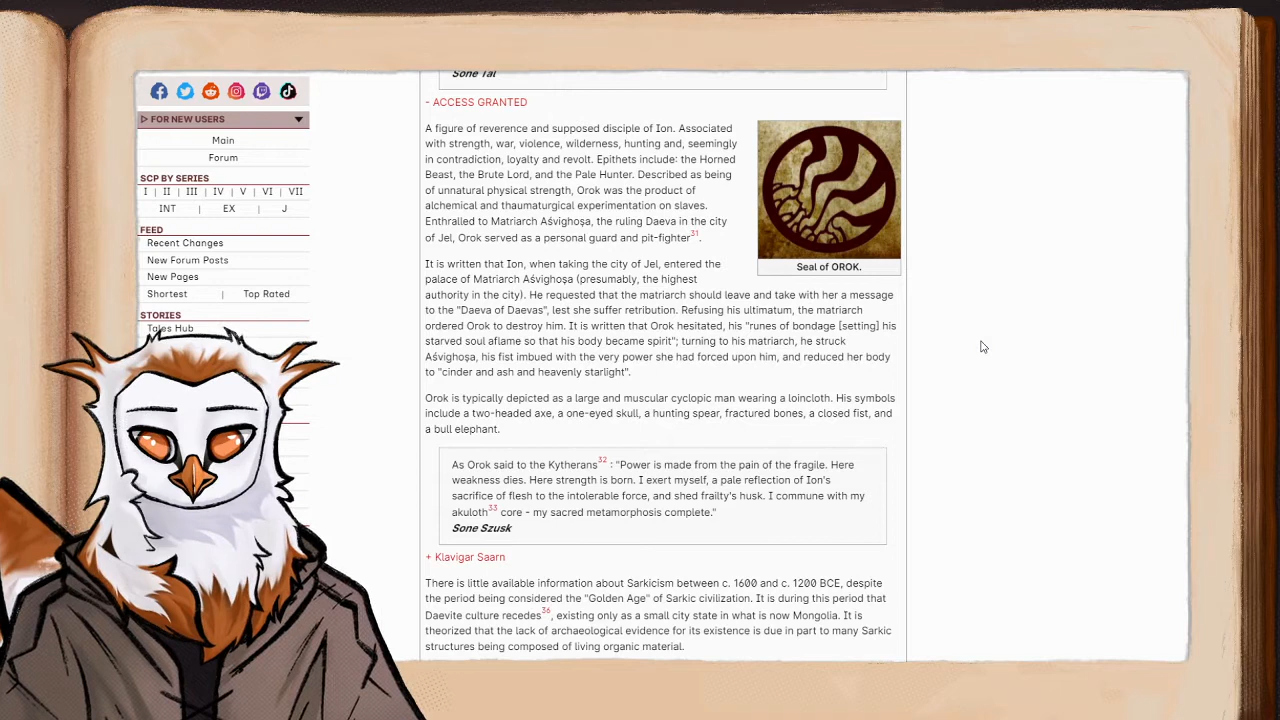 Sone Tal
- ACCESS GRANTED
FOR NEW USERS
Main
Forum
SCP BY SERIES
I | II | III | IV | V | VI | VII
INT | EX | J
FEED
Recent Changes
New Forum Posts
New Pages
Shortest | Top Rated
STORIES
Tales Hub
A figure of reverence and supposed disciple of Ion. Associated
with strength, war, violence, wilderness, hunting and, seemingly
in contradiction, loyalty and revolt. Epithets include: the Horned
Beast, the Brute Lord, and the Pale Hunter. Described as being
of unnatural physical strength, Orok was the product of
alchemical and thaumaturgical experimentation on slaves.
Enthralled to Matriarch Aśvighoṣa, the ruling Daeva in the city
of Jel, Orok served as a personal guard and pit-fighter31.
Seal of OROK.
It is written that Ion, when taking the city of Jel, entered the
palace of Matriarch Aśvighoṣa (presumably, the highest
authority in the city). He requested that the matriarch should leave and take with her a message
to the "Daeva of Daevas", lest she suffer retribution. Refusing his ultimatum, the matriarch
ordered Orok to destroy him. It is written that Orok hesitated, his "runes of bondage [setting] his
starved soul aflame so that his body became spirit"; turning to his matriarch, he struck
Aśvighoṣa, his fist imbued with the very power she had forced upon him, and reduced her body
to "cinder and ash and heavenly starlight".
Orok is typically depicted as a large and muscular cyclopic man wearing a loincloth. His symbols
include a two-headed axe, a one-eyed skull, a hunting spear, fractured bones, a closed fist, and
a bull elephant.
As Orok said to the Kytherans32 : "Power is made from the pain of the fragile. Here
weakness dies. Here strength is born. I exert myself, a pale reflection of Ion's
sacrifice of flesh to the intolerable force, and shed frailty's husk. I commune with my
akuloth33 core - my sacred metamorphosis complete."
Sone Szusk
+ Klavigar Saarn
There is little available information about Sarkicism between c. 1600 and c. 1200 BCE, despite
the period being considered the "Golden Age" of Sarkic civilization. It is during this period that
Daevite culture recedes36, existing only as a small city state in what is now Mongolia. It is
theorized that the lack of archaeological evidence for its existence is due in part to many Sarkic
structures being composed of living organic material.